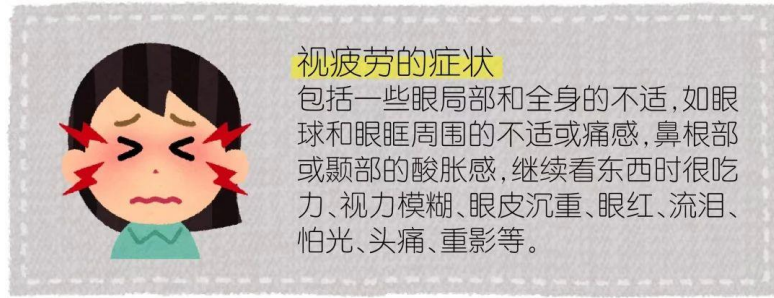 视疲劳的症状
包括一些眼局部和全身的不适,如眼
球和眼眶周围的不适或痛感,鼻根部
或颞部的酸胀感,继续看东西时很吃
力、视力模糊、眼皮沉重、眼红、流泪、
怕光、头痛、重影等。